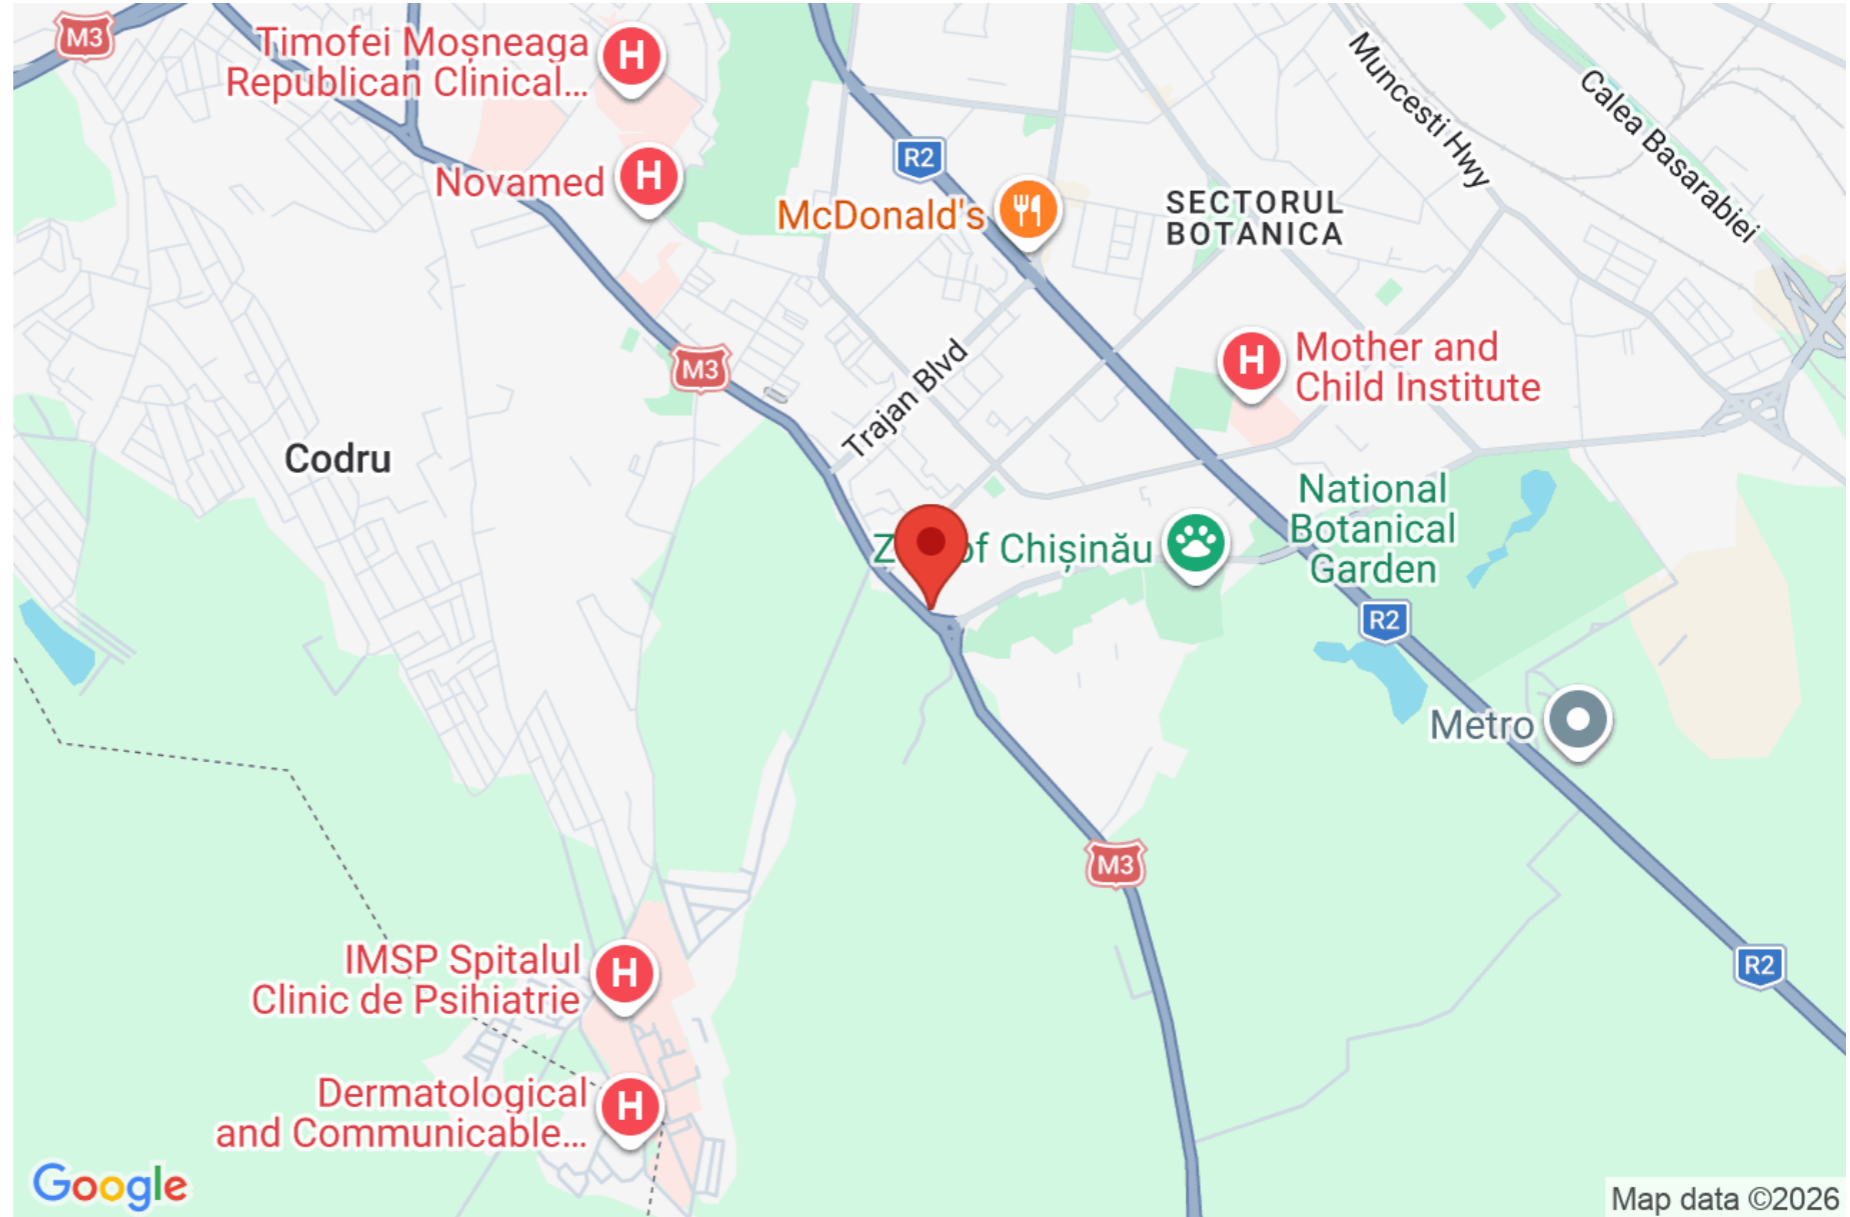 M3
Timofei Moșneaga
Republican Clinical...
H
Novamed
H
R2
McDonald's
SECTORUL
BOTANICA
Muncesti Hwy
Calea Basarabiei
M3
Trajan Blvd
H
Mother and
Child Institute
Codru
National
Botanical
Garden
of Chișinău
R2
Metro
M3
R2
IMSP Spitalul
Clinic de Psihiatrie
H
Dermatological
and Communicable...
H
Google
Map data ©2026